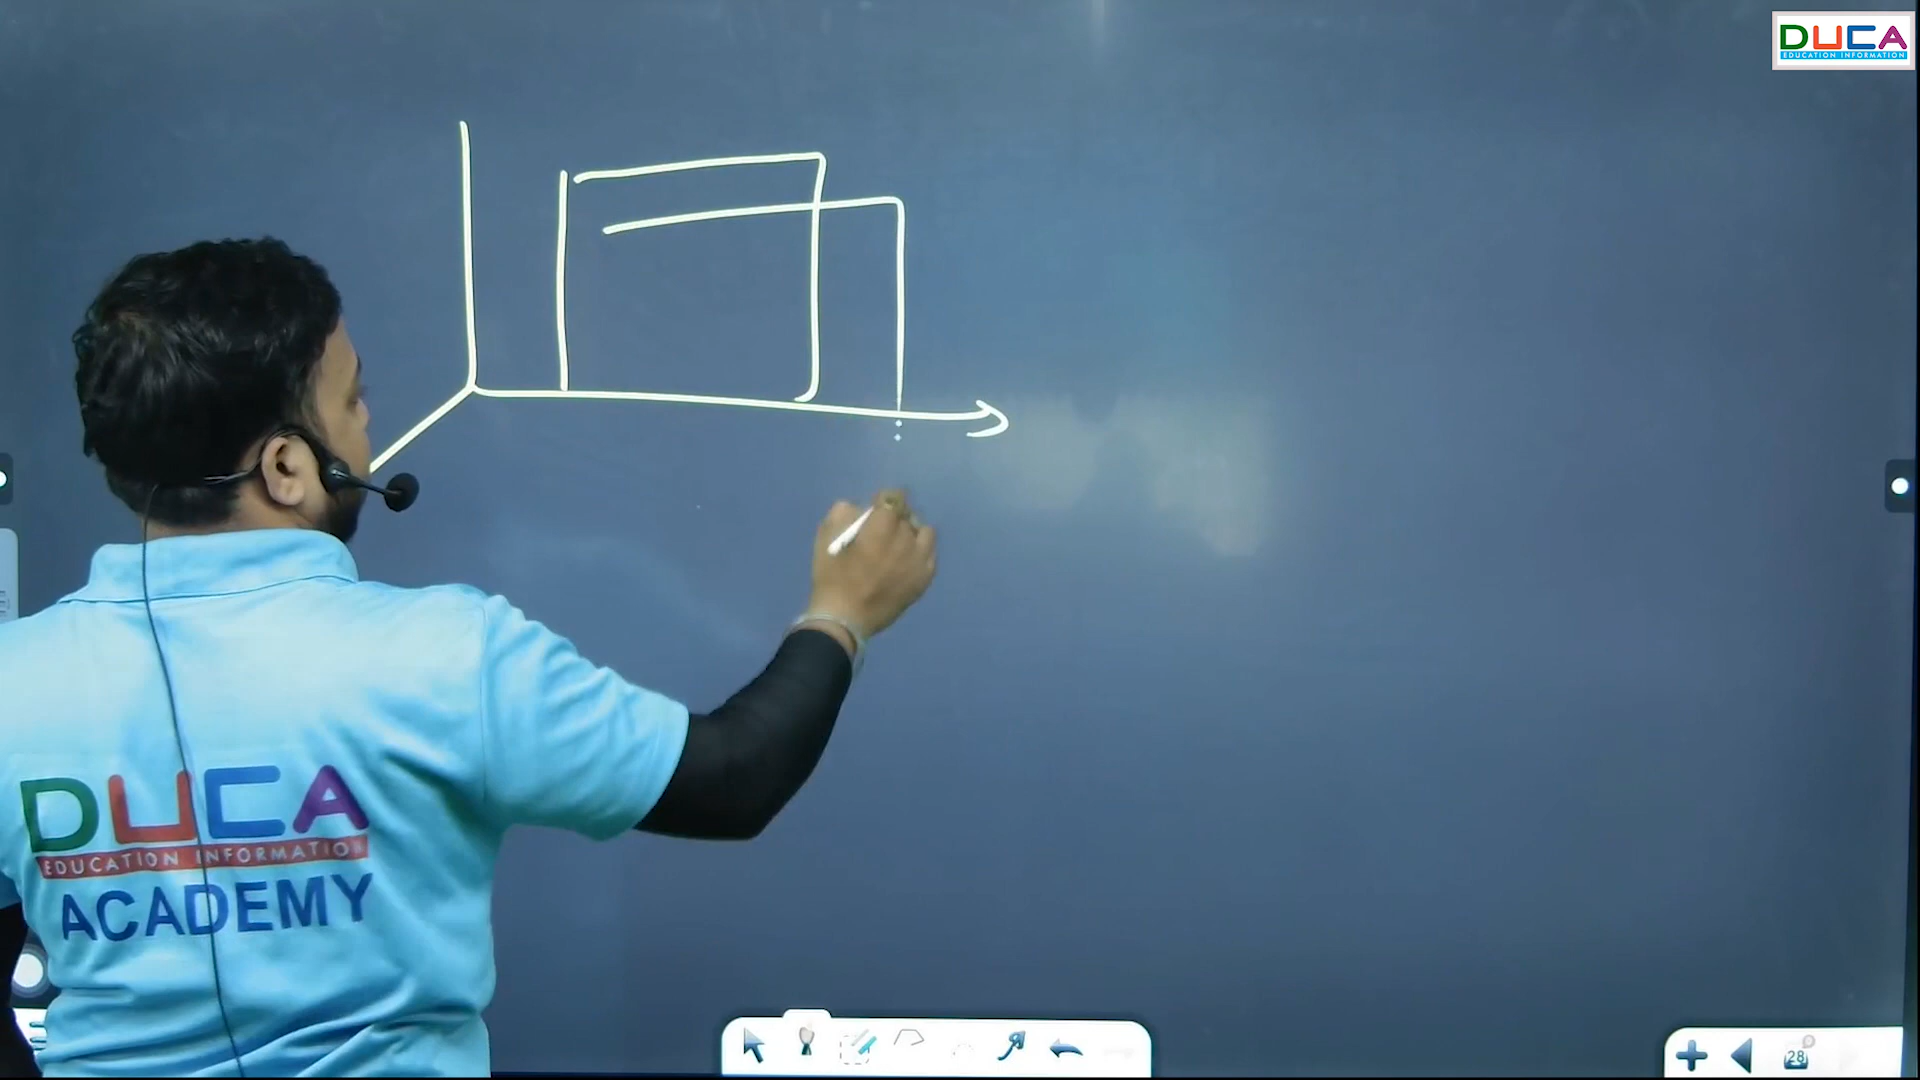 DUCA
EDUCATION INFORMATION
DUCA
EDUCATION INFORMATION
ACADEMY
28